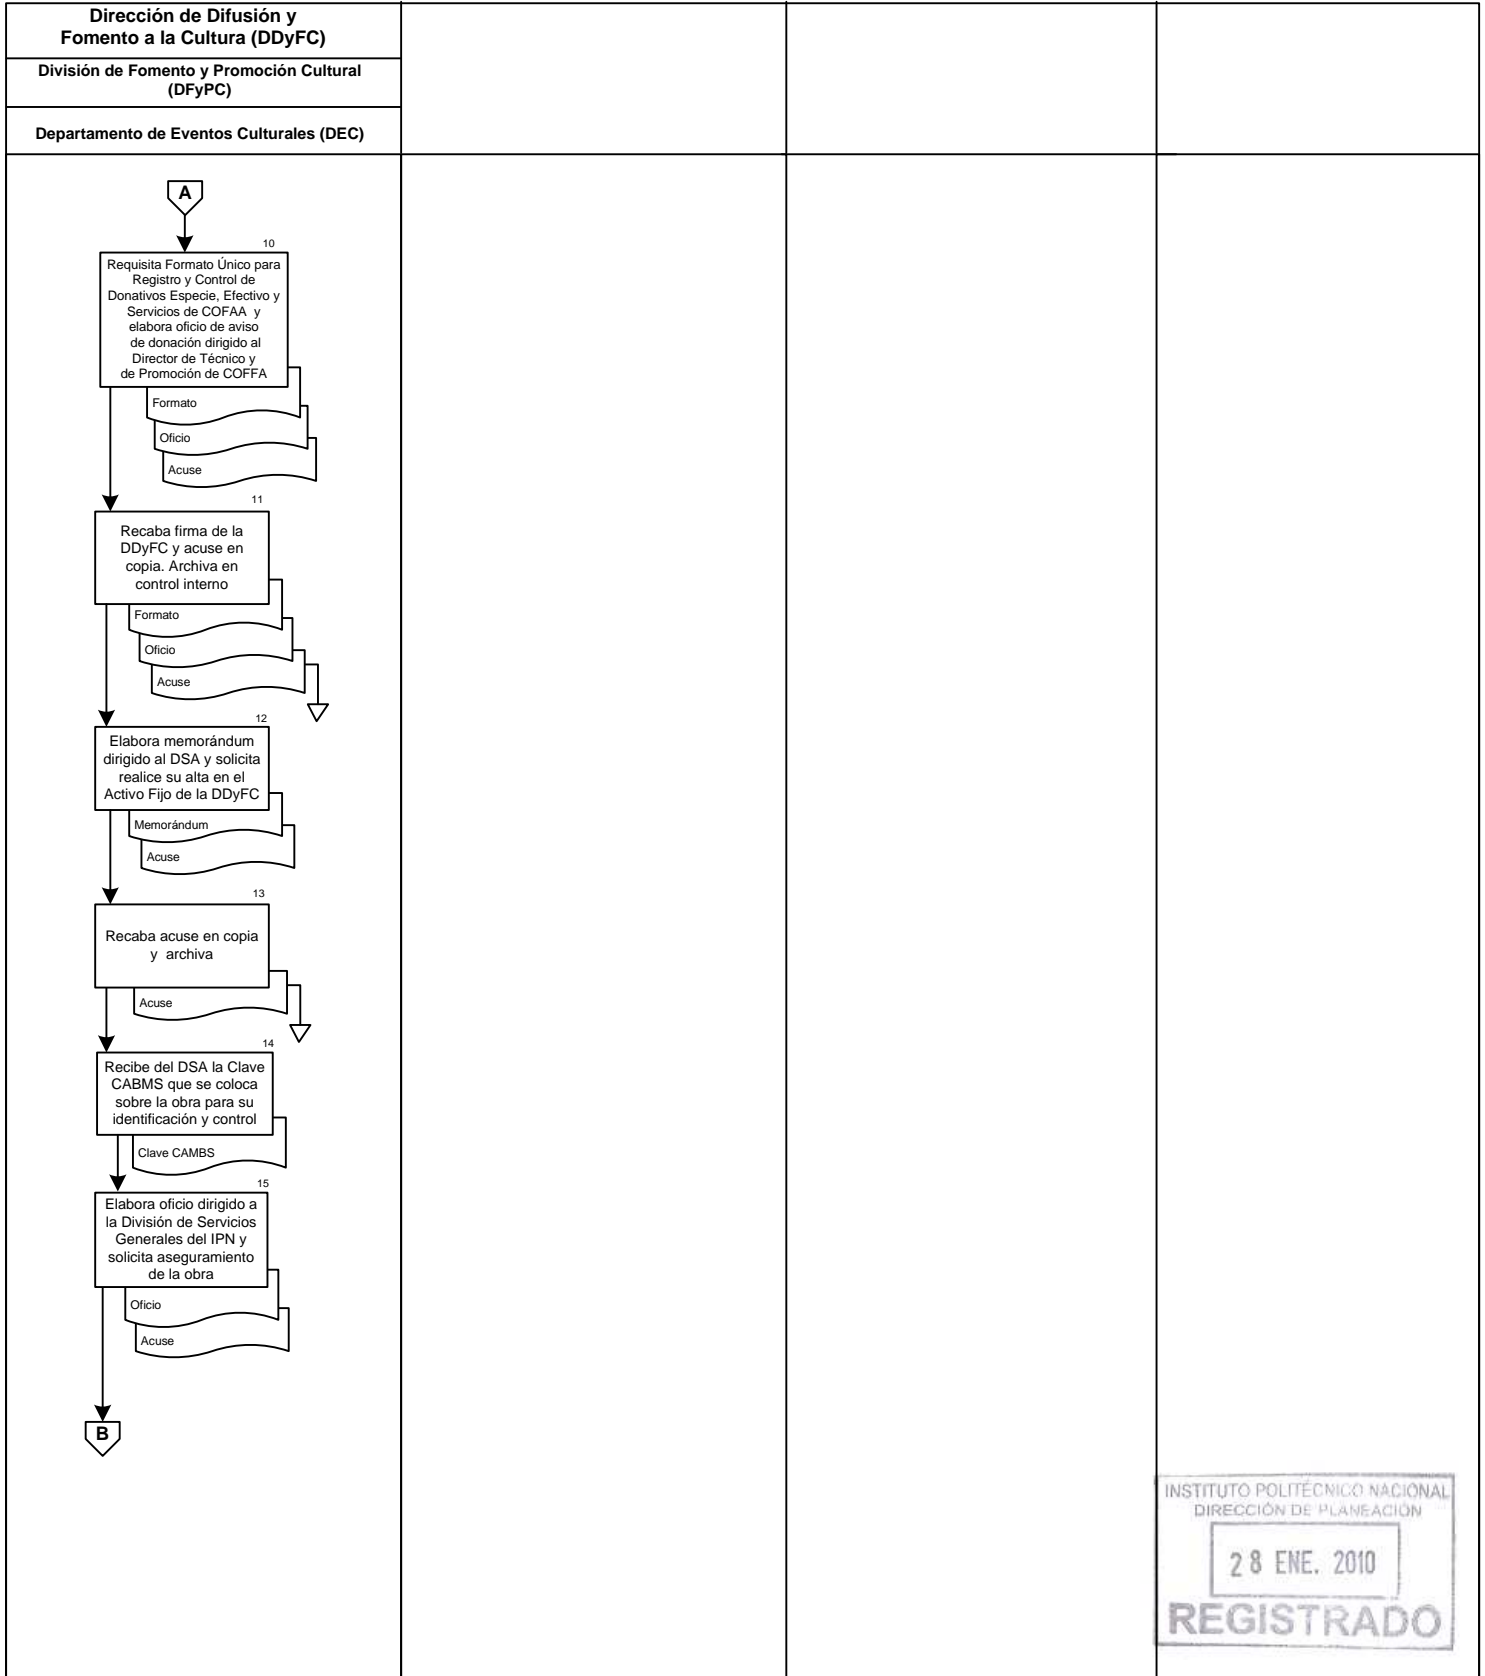 Dirección de Difusión y
Fomento a la Cultura (DDyFC)
División de Fomento y Promoción Cultural
(DFyPC)
Departamento de Eventos Culturales (DEC)
A
10
Requisita Formato Único para
Registro y Control de
Donativos Especie, Efectivo y
Servicios de COFAA y
elabora oficio de aviso
de donación dirigido al
Director de Técnico y
de Promoción de COFFA
Formato
Oficio
Acuse
11
Recaba firma de la
DDyFC y acuse en
copia. Archiva en
control interno
Formato
Oficio
Acuse
12
Elabora memorándum
dirigido al DSA y solicita
realice su alta en el
Activo Fijo de la DDyFC
Memorándum
Acuse
13
Recaba acuse en copia
y archiva
Acuse
14
Recibe del DSA la Clave
CABMS que se coloca
sobre la obra para su
identificación y control
Clave CAMBS
15
Elabora oficio dirigido a
la División de Servicios
Generales del IPN y
solicita aseguramiento
de la obra
Oficio
Acuse
B
INSTITUTO POLITÉCNICO NACIONAL
DIRECCIÓN DE PLANEACIÓN
28 ENE. 2010
REGISTRADO